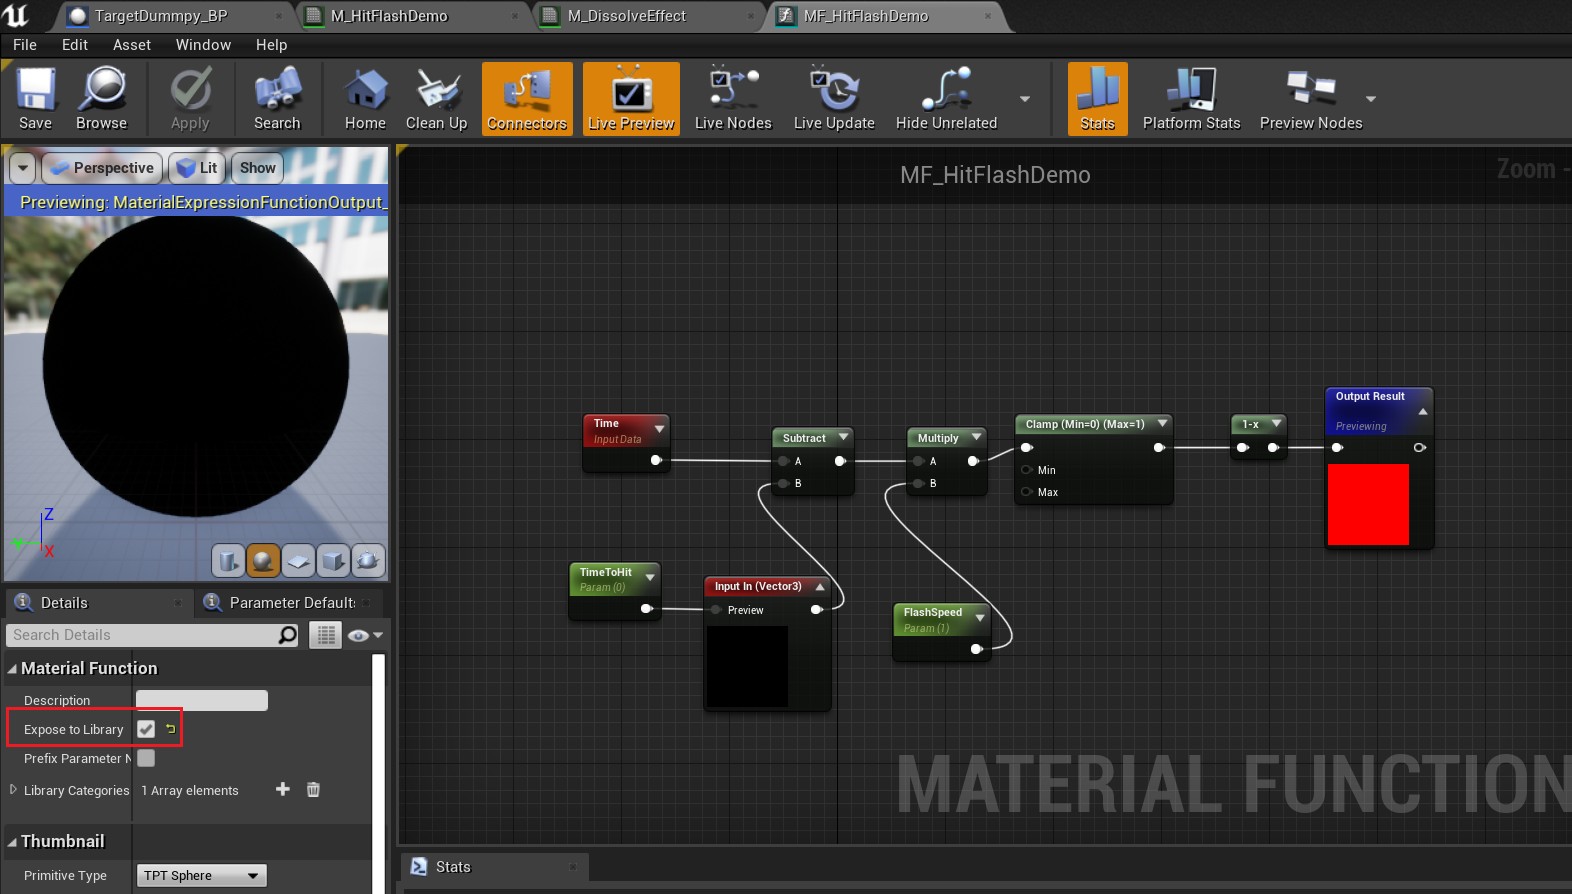 TargetDummpy_BP
M_HitFlashDemo
M_DissolveEffect
MF_HitFlashDemo
File Edit Asset Window Help
Save
Browse
Apply
Search
Home
Clean Up
Connectors
Live Preview
Live Nodes
Live Update
Hide Unrelated
Stats
Platform Stats
Preview Nodes
Perspective
Lit
Show
Previewing: MaterialExpressionFunctionOutput_
Z
X
MF_HitFlashDemo
Zoom -
Time
Input Data
Subtract
A
B
Multiply
A
B
Clamp (Min=0) (Max=1)
Min
Max
1-x
Output Result
Previewing
TimeToHit
Param (0)
Input In (Vector3)
Preview
FlashSpeed
Param (1)
MATERIAL FUNCTION
Details
Parameter Default
Search Details
Material Function
Description
Expose to Library
Prefix Parameter N
Library Categories
1 Array elements
Thumbnail
Primitive Type
TPT Sphere
Stats